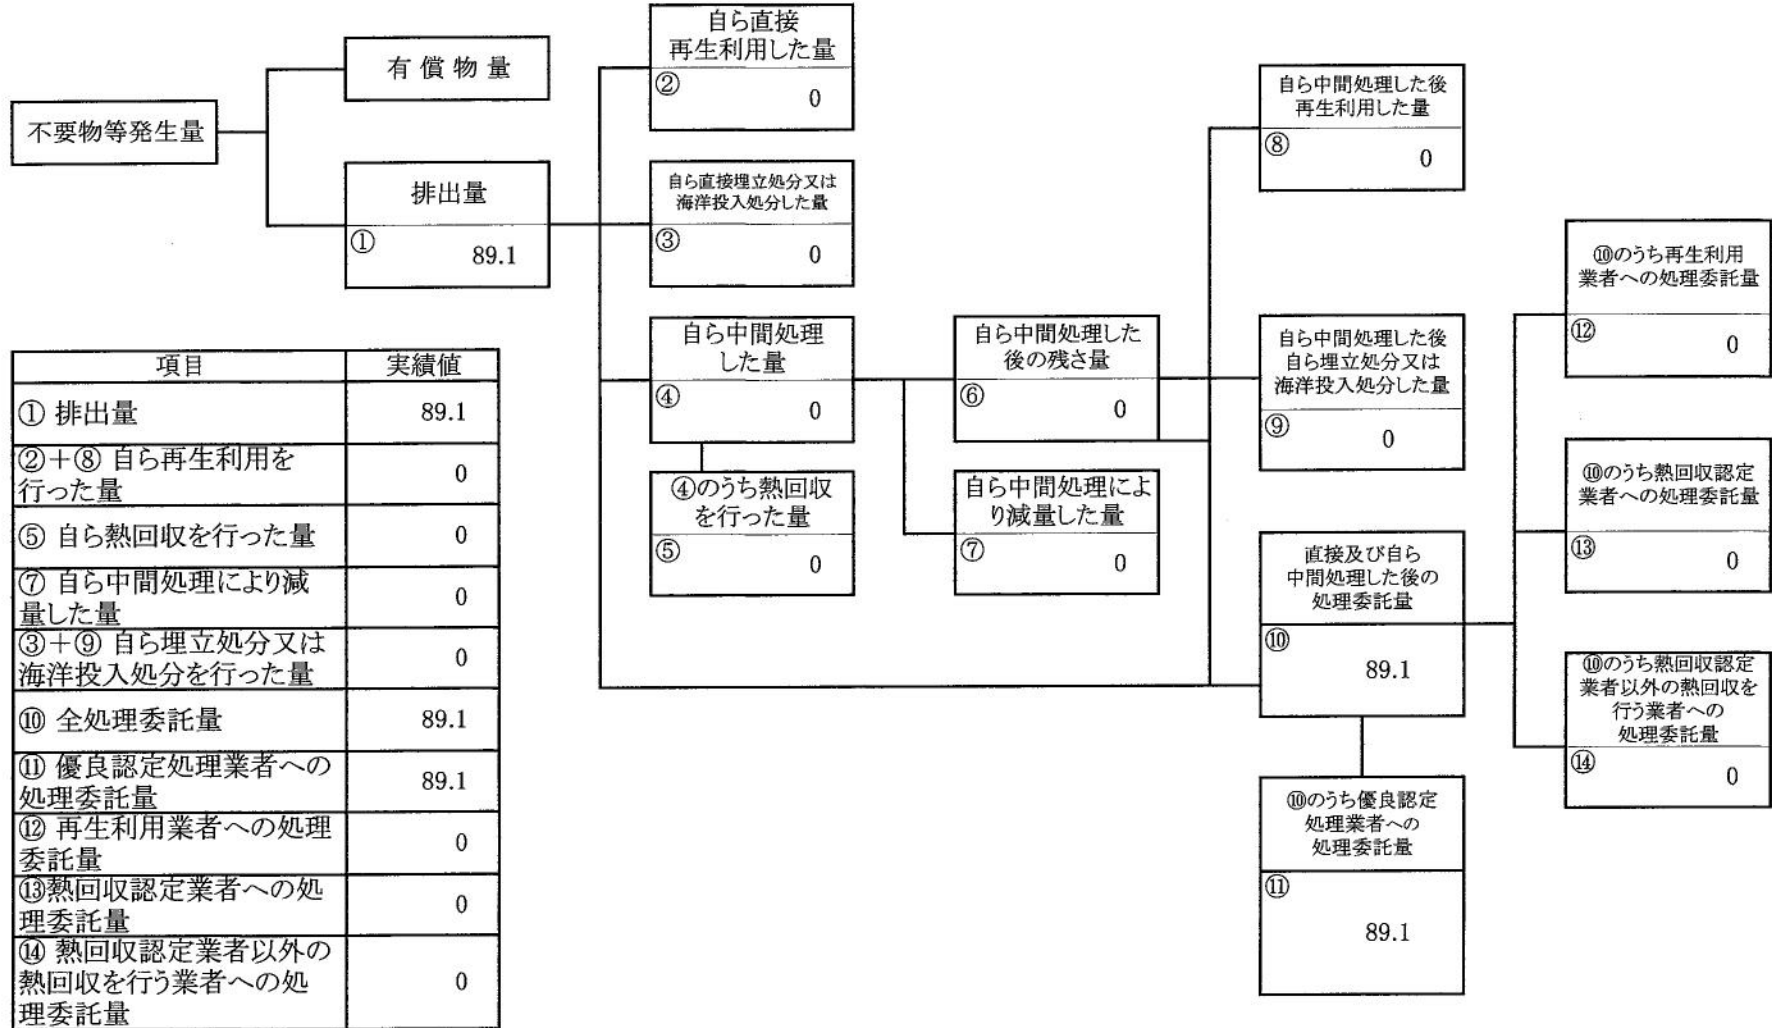 不要物等発生量
有償物量
排出量
①
89.1
自ら直接
再生利用した量
②
0
自ら直接埋立処分又は
海洋投入処分した量
③
0
自ら中間処理
した量
④
0
④のうち熱回収
を行った量
⑤
0
自ら中間処理した
後の残さ量
⑥
0
自ら中間処理によ
り減量した量
⑦
0
自ら中間処理した後
再生利用した量
⑧
0
自ら中間処理した後
自ら埋立処分又は
海洋投入処分した量
⑨
0
直接及び自ら
中間処理した後の
処理委託量
⑩
89.1
⑩のうち優良認定
処理業者への
処理委託量
⑪
89.1
⑩のうち再生利用
業者への処理委託量
⑫
0
⑩のうち熱回収認定
業者への処理委託量
⑬
0
⑩のうち熱回収認定
業者以外の熱回収を
行う業者への
処理委託量
⑭
0
項目 実績値
① 排出量 89.1
②+⑧ 自ら再生利用を
行った量 0
⑤ 自ら熱回収を行った量 0
⑦ 自ら中間処理により減
量した量 0
③+⑨ 自ら埋立処分又は
海洋投入処分を行った量 0
⑩ 全処理委託量 89.1
⑪ 優良認定処理業者への
処理委託量 89.1
⑫ 再生利用業者への処理
委託量 0
⑬熱回収認定業者への処
理委託量 0
⑭ 熱回収認定業者以外の
熱回収を行う業者への処
理委託量 0